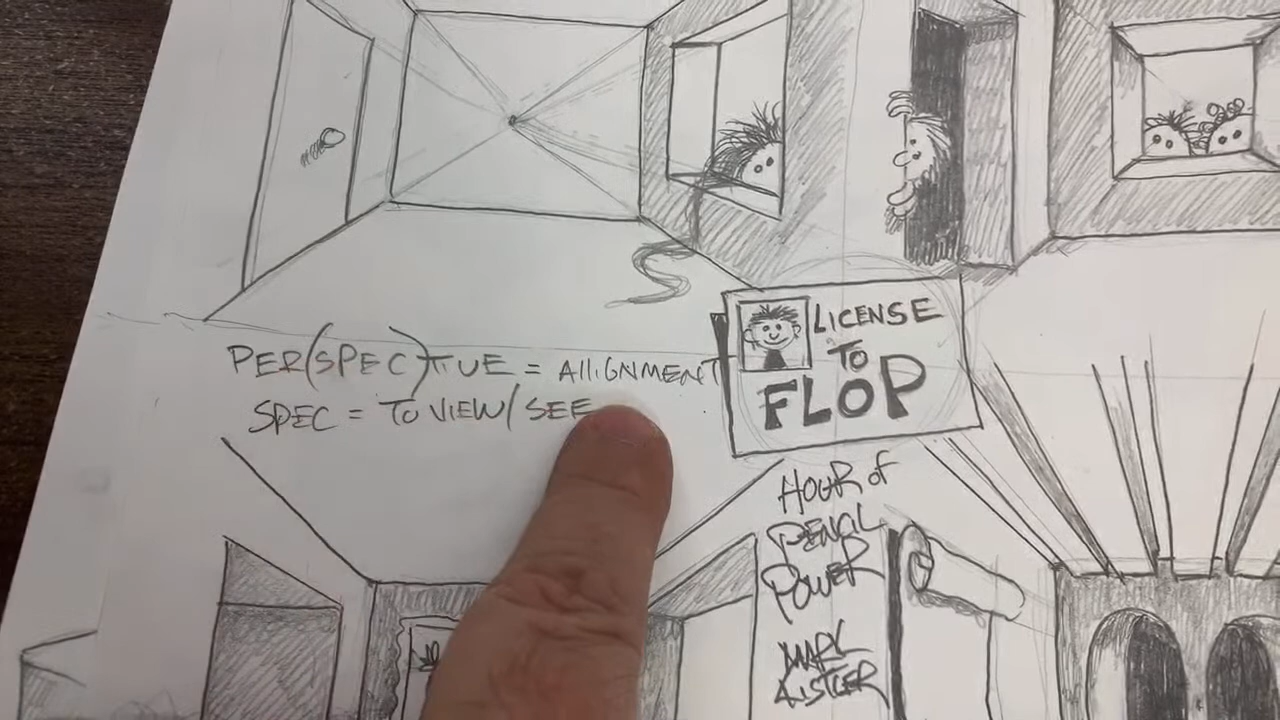 PER(SPEC)TIVE = AllIGNMENT
SPEC = TO VIEW/SEE
LICENSE
TO
FLOP
HOUR OF
PENCIL
POWER
MARK
KISTLER